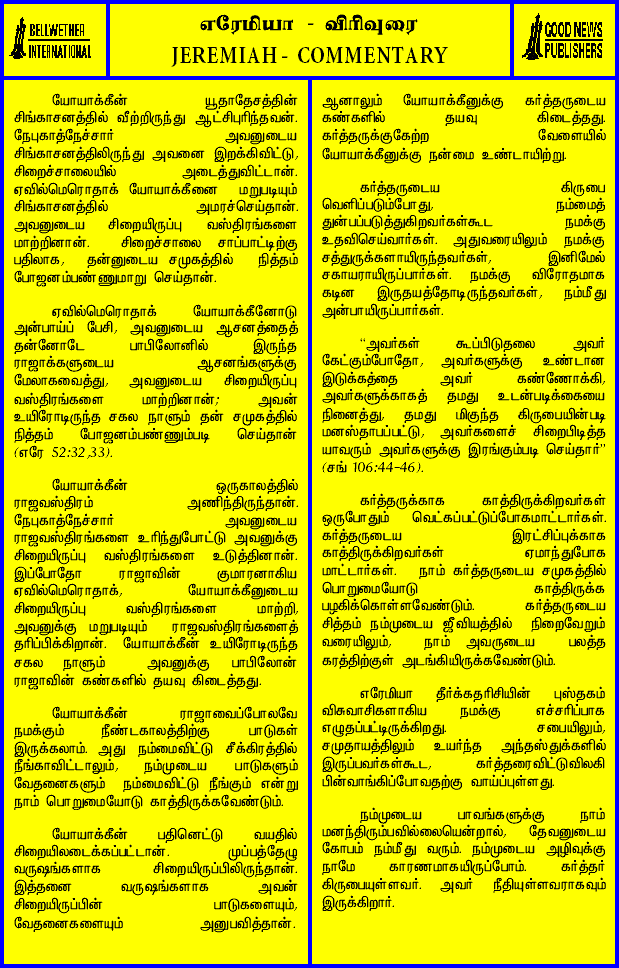 BELLWETHER
INTERNATIONAL
எரேமியா - விரிவுரை
JEREMIAH - COMMENTARY
GOOD NEWS
PUBLISHERS
யோயாக்கீன் யூதாதேசத்தின்
சிங்காசனத்தில் வீற்றிருந்து ஆட்சிபுரிந்தவன்.
நேபுகாத்நேச்சார் அவனுடைய
சிங்காசனத்திலிருந்து அவனை இறக்கிவிட்டு,
சிறைச்சாலையில் அடைத்துவிட்டான்.
ஏவில்மெரொதாக் யோயாக்கீனை மறுபடியும்
சிங்காசனத்தில் அமரச்செய்தான்.
அவனுடைய சிறையிருப்பு வஸ்திரங்களை
மாற்றினான். சிறைச்சாலை சாப்பாட்டிற்கு
பதிலாக, தன்னுடைய சமுகத்தில் நித்தம்
போஜனம்பண்ணுமாறு செய்தான்.
ஏவில்மெரொதாக் யோயாக்கீனோடு
அன்பாய்ப் பேசி, அவனுடைய ஆசனத்தைத்
தன்னோடே பாபிலோனில் இருந்த
ராஜாக்களுடைய ஆசனங்களுக்கு
மேலாகவைத்து, அவனுடைய சிறையிருப்பு
வஸ்திரங்களை மாற்றினான்; அவன்
உயிரோடிருந்த சகல நாளும் தன் சமுகத்தில்
நித்தம் போஜனம்பண்ணும்படி செய்தான்
(எரே 52:32,33).
யோயாக்கீன் ஒருகாலத்தில்
ராஜவஸ்திரம் அணிந்திருந்தான்.
நேபுகாத்நேச்சார் அவனுடைய
ராஜவஸ்திரங்களை உரிந்துபோட்டு அவனுக்கு
சிறையிருப்பு வஸ்திரங்களை உடுத்தினான்.
இப்போதோ ராஜாவின் குமாரனாகிய
ஏவில்மெரொதாக், யோயாக்கீனுடைய
சிறையிருப்பு வஸ்திரங்களை மாற்றி,
அவனுக்கு மறுபடியும் ராஜவஸ்திரங்களைத்
தரிப்பிக்கிறான். யோயாக்கீன் உயிரோடிருந்த
சகல நாளும் அவனுக்கு பாபிலோன்
ராஜாவின் கண்களில் தயவு கிடைத்தது.
யோயாக்கீன் ராஜாவைப்போலவே
நமக்கும் நீண்டகாலத்திற்கு பாடுகள்
இருக்கலாம். அது நம்மைவிட்டு சீக்கிரத்தில்
நீங்காவிட்டாலும், நம்முடைய பாடுகளும்
வேதனைகளும் நம்மைவிட்டு நீங்கும் என்று
நாம் பொறுமையோடு காத்திருக்கவேண்டும்.
யோயாக்கீன் பதினெட்டு வயதில்
சிறையிலடைக்கப்பட்டான். முப்பத்தேழு
வருஷங்களாக சிறையிருப்பிலிருந்தான்.
இத்தனை வருஷங்களாக அவன்
சிறையிருப்பின் பாடுகளையும்,
வேதனைகளையும் அனுபவித்தான்.
ஆனாலும் யோயாக்கீனுக்கு கர்த்தருடைய
கண்களில் தயவு கிடைத்தது.
கர்த்தருக்குகேற்ற வேளையில்
யோயாக்கீனுக்கு நன்மை உண்டாயிற்று.
கர்த்தருடைய கிருபை
வெளிப்படும்போது, நம்மைத்
துன்பப்படுத்துகிறவர்கள்கூட நமக்கு
உதவிசெய்வார்கள். அதுவரையிலும் நமக்கு
சத்துருக்களாயிருந்தவர்கள், இனிமேல்
சகாயராயிருப்பார்கள். நமக்கு விரோதமாக
கடின இருதயத்தோடிருந்தவர்கள், நம்மீது
அன்பாயிருப்பார்கள்.
“அவர்கள் கூப்பிடுதலை அவர்
கேட்கும்போதோ, அவர்களுக்கு உண்டான
இடுக்கத்தை அவர் கண்ணோக்கி,
அவர்களுக்காகத் தமது உடன்படிக்கையை
நினைத்து, தமது மிகுந்த கிருபையின்படி
மனஸ்தாபப்பட்டு, அவர்களைச் சிறைபிடித்த
யாவரும் அவர்களுக்கு இரங்கும்படி செய்தார்”
(சங் 106:44-46).
கர்த்தருக்காக காத்திருக்கிறவர்கள்
ஒருபோதும் வெட்கப்பட்டுப்போகமாட்டார்கள்.
கர்த்தருடைய இரட்சிப்புக்காக
காத்திருக்கிறவர்கள் ஏமாந்துபோக
மாட்டார்கள். நாம் கர்த்தருடைய சமுகத்தில்
பொறுமையோடு காத்திருக்க
பழகிக்கொள்ளவேண்டும். கர்த்தருடைய
சித்தம் நம்முடைய ஜீவியத்தில் நிறைவேறும்
வரையிலும், நாம் அவருடைய பலத்த
கரத்திற்குள் அடங்கியிருக்கவேண்டும்.
எரேமியா தீர்க்கதரிசியின் புஸ்தகம்
விசுவாசிகளாகிய நமக்கு எச்சரிப்பாக
எழுதப்பட்டிருக்கிறது. சபையிலும்,
சமுதாயத்திலும் உயர்ந்த அந்தஸ்துக்களில்
இருப்பவர்கள்கூட, கர்த்தரைவிட்டுவிலகி
பின்வாங்கிப்போவதற்கு வாய்ப்புள்ளது.
நம்முடைய பாவங்களுக்கு நாம்
மனந்திரும்பவில்லையென்றால், தேவனுடைய
கோபம் நம்மீது வரும். நம்முடைய அழிவுக்கு
நாமே காரணமாகயிருப்போம். கர்த்தர்
கிருபையுள்ளவர். அவர் நீதியுள்ளவராகவும்
இருக்கிறார்.